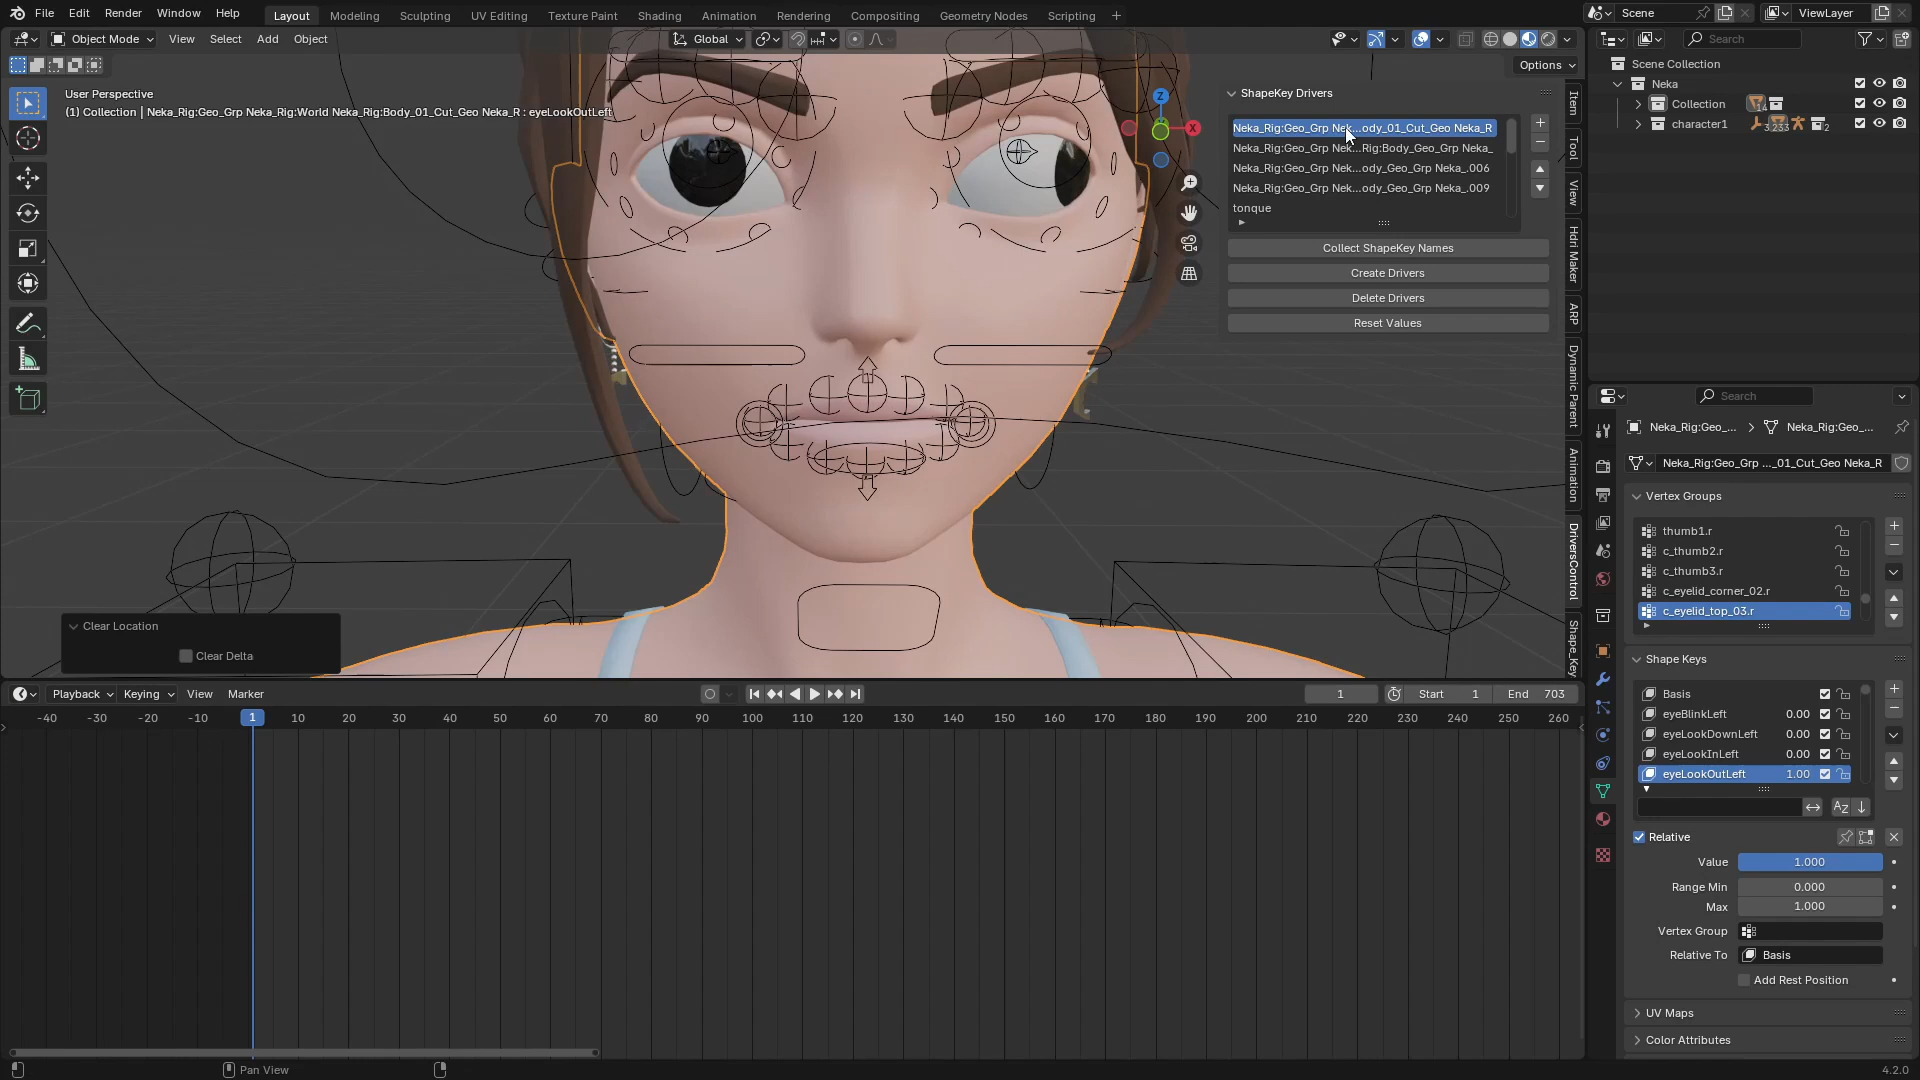 File Edit Render Window Help Layout Modeling Sculpting UV Editing Texture Paint Shading Animation Rendering Compositing Geometry Nodes Scripting + Scene ViewLayer
Object Mode View Select Add Object Global Search
Options
User Perspective
(1) Collection | Neka_Rig:Geo_Grp Neka_Rig:World Neka_Rig:Body_01_Cut_Geo Neka_R : eyeLookOutLeft
Z
X
ShapeKey Drivers
Neka_Rig:Geo_Grp Nek...ody_01_Cut_Geo Neka_R
Neka_Rig:Geo_Grp Nek...Rig:Body_Geo_Grp Neka_
Neka_Rig:Geo_Grp Nek...ody_Geo_Grp Neka_.006
Neka_Rig:Geo_Grp Nek...ody_Geo_Grp Neka_.009
tonque
Collect ShapeKey Names
Create Drivers
Delete Drivers
Reset Values
Item
Tool
View
Hdri Maker
ARP
Dynamic Parent
Animation
DriversControl
Shape_Key
Scene Collection
Neka
Collection 14
character1 3 233 2
Search
Neka_Rig:Geo_... > Neka_Rig:Geo_...
Neka_Rig:Geo_Grp ..._01_Cut_Geo Neka_R
Vertex Groups
thumb1.r
c_thumb2.r
c_thumb3.r
c_eyelid_corner_02.r
c_eyelid_top_03.r
Shape Keys
Basis
eyeBlinkLeft 0.00
eyeLookDownLeft 0.00
eyeLookInLeft 0.00
eyeLookOutLeft 1.00
Relative
Value 1.000
Range Min 0.000
Max 1.000
Vertex Group
Relative To Basis
Add Rest Position
UV Maps
Color Attributes
Clear Location
Clear Delta
Playback Keying View Marker 1 Start 1 End 703
-40 -30 -20 -10 1 10 20 30 40 50 60 70 80 90 100 110 120 130 140 150 160 170 180 190 200 210 220 230 240 250 260
Pan View
4.2.0